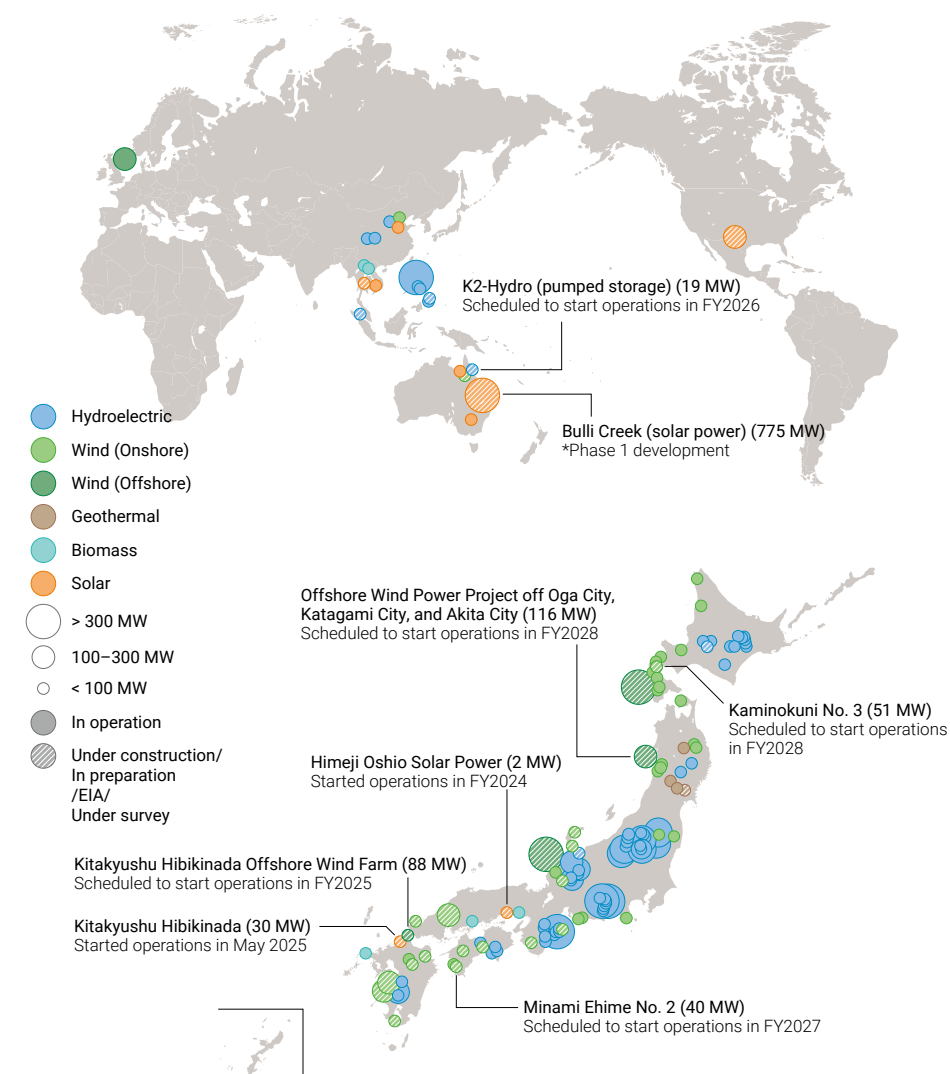 K2-Hydro (pumped storage) (19 MW)
Scheduled to start operations in FY2026
Bulli Creek (solar power) (775 MW)
*Phase 1 development
Hydroelectric
Wind (Onshore)
Wind (Offshore)
Geothermal
Biomass
Solar
> 300 MW
100–300 MW
< 100 MW
In operation
Under construction/
In preparation
/EIA/
Under survey
Offshore Wind Power Project off Oga City,
Katagami City, and Akita City (116 MW)
Scheduled to start operations in FY2028
Kaminokuni No. 3 (51 MW)
Scheduled to start operations
in FY2028
Himeji Oshio Solar Power (2 MW)
Started operations in FY2024
Kitakyushu Hibikinada Offshore Wind Farm (88 MW)
Scheduled to start operations in FY2025
Kitakyushu Hibikinada (30 MW)
Started operations in May 2025
Minami Ehime No. 2 (40 MW)
Scheduled to start operations in FY2027